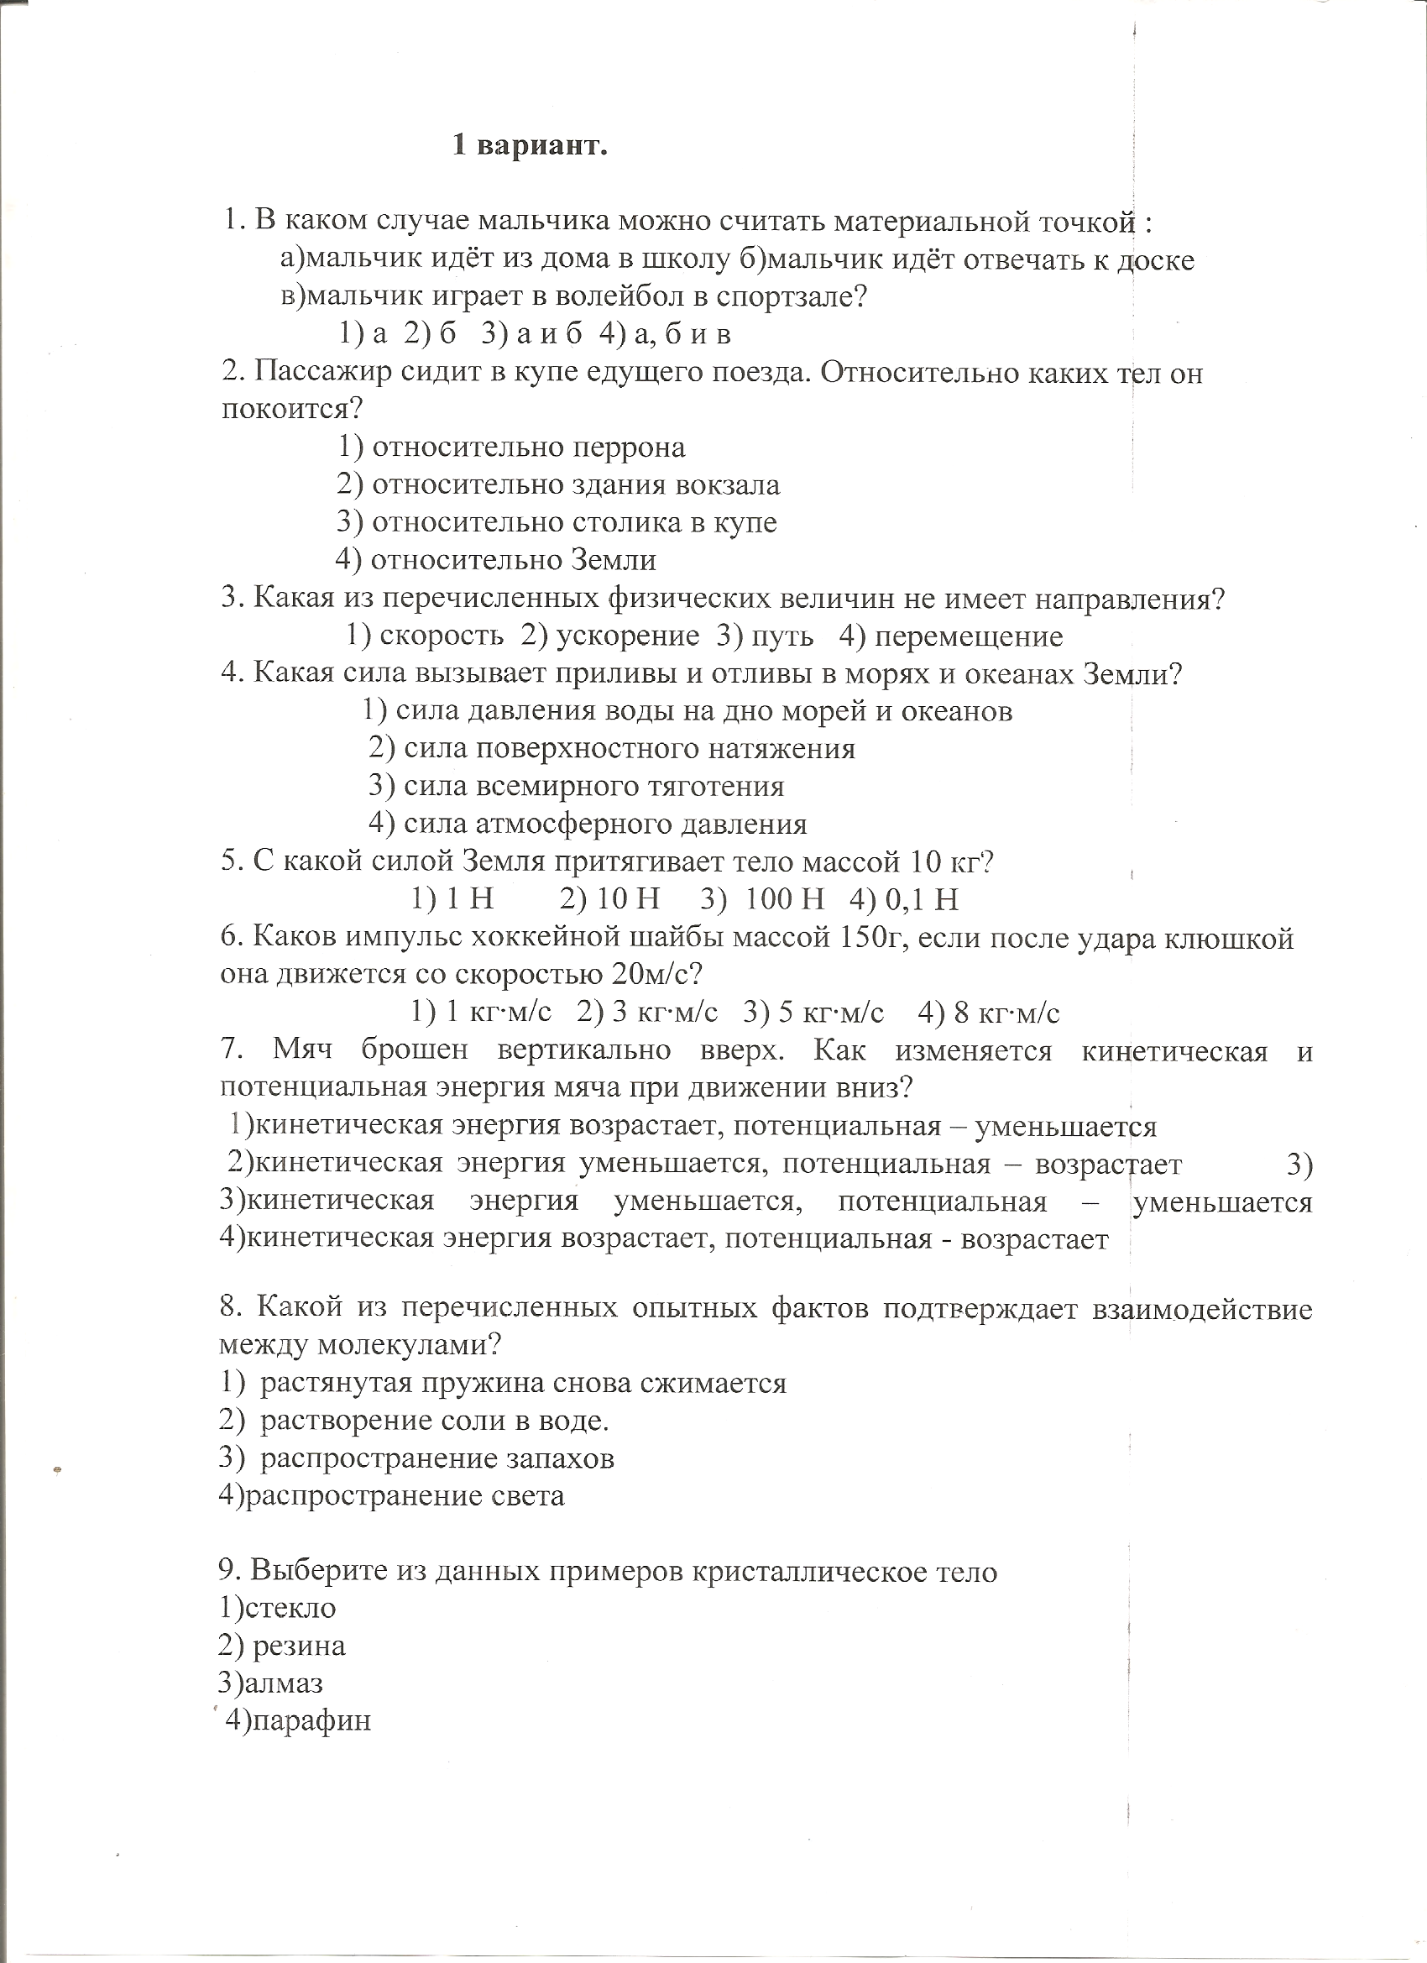 1 вариант.
1. В каком случае мальчика можно считать материальной точкой :
а)мальчик идёт из дома в школу б)мальчик идёт отвечать к доске
в)мальчик играет в волейбол в спортзале?
1) а 2) б 3) а и б 4) а, б и в
2. Пассажир сидит в купе едущего поезда. Относительно каких тел он
покоится?
1) относительно перрона
2) относительно здания вокзала
3) относительно столика в купе
4) относительно Земли
3. Какая из перечисленных физических величин не имеет направления?
1) скорость 2) ускорение 3) путь 4) перемещение
4. Какая сила вызывает приливы и отливы в морях и океанах Земли?
1) сила давления воды на дно морей и океанов
2) сила поверхностного натяжения
3) сила всемирного тяготения
4) сила атмосферного давления
5. С какой силой Земля притягивает тело массой 10 кг?
1) 1 Н 2) 10 Н 3) 100 Н 4) 0,1 Н
6. Каков импульс хоккейной шайбы массой 150г, если после удара клюшкой
она движется со скоростью 20м/с?
1) 1 кг·м/с 2) 3 кг·м/с 3) 5 кг·м/с 4) 8 кг·м/с
7. Мяч брошен вертикально вверх. Как изменяется кинетическая и
потенциальная энергия мяча при движении вниз?
1)кинетическая энергия возрастает, потенциальная – уменьшается
2)кинетическая энергия уменьшается, потенциальная – возрастает 3)
3)кинетическая энергия уменьшается, потенциальная – уменьшается
4)кинетическая энергия возрастает, потенциальная - возрастает
8. Какой из перечисленных опытных фактов подтверждает взаимодействие
между молекулами?
1) растянутая пружина снова сжимается
2) растворение соли в воде.
3) распространение запахов
4)распространение света
9. Выберите из данных примеров кристаллическое тело
1)стекло
2) резина
3)алмаз
4)парафин